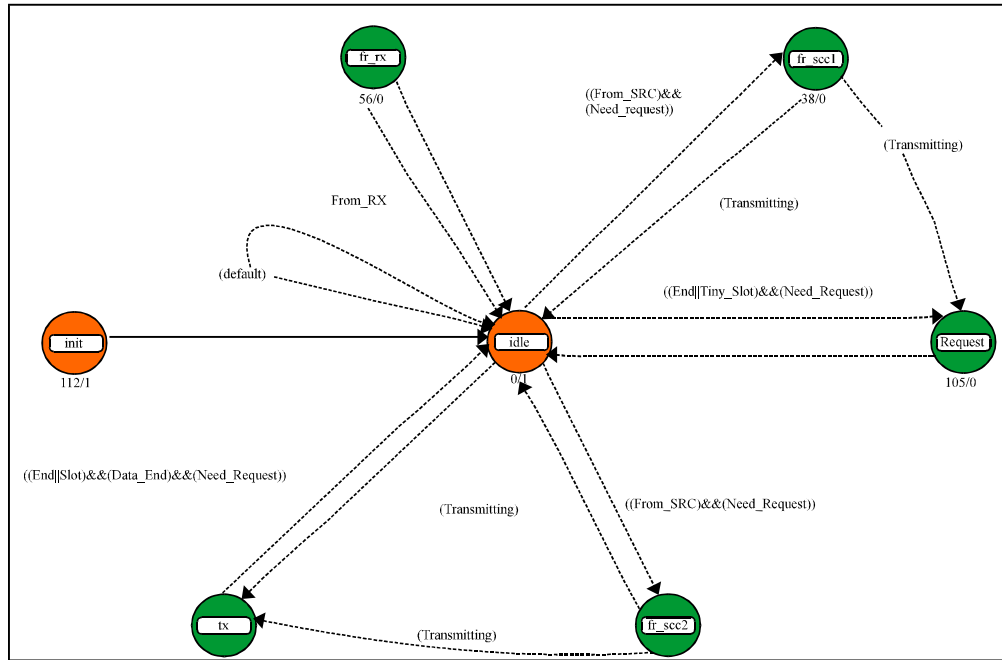 fr_rx
56/0
fr_scc1
38/0
((From_SRC)&&
(Need_request))
(Transmitting)
From_RX
(Transmitting)
(default)
((End||Tiny_Slot)&&(Need_Request))
init
112/1
idle
0/1
Request
105/0
((End||Slot)&&(Data_End)&&(Need_Request))
((From_SRC)&&(Need_Request))
(Transmitting)
tx
(Transmitting)
fr_scc2